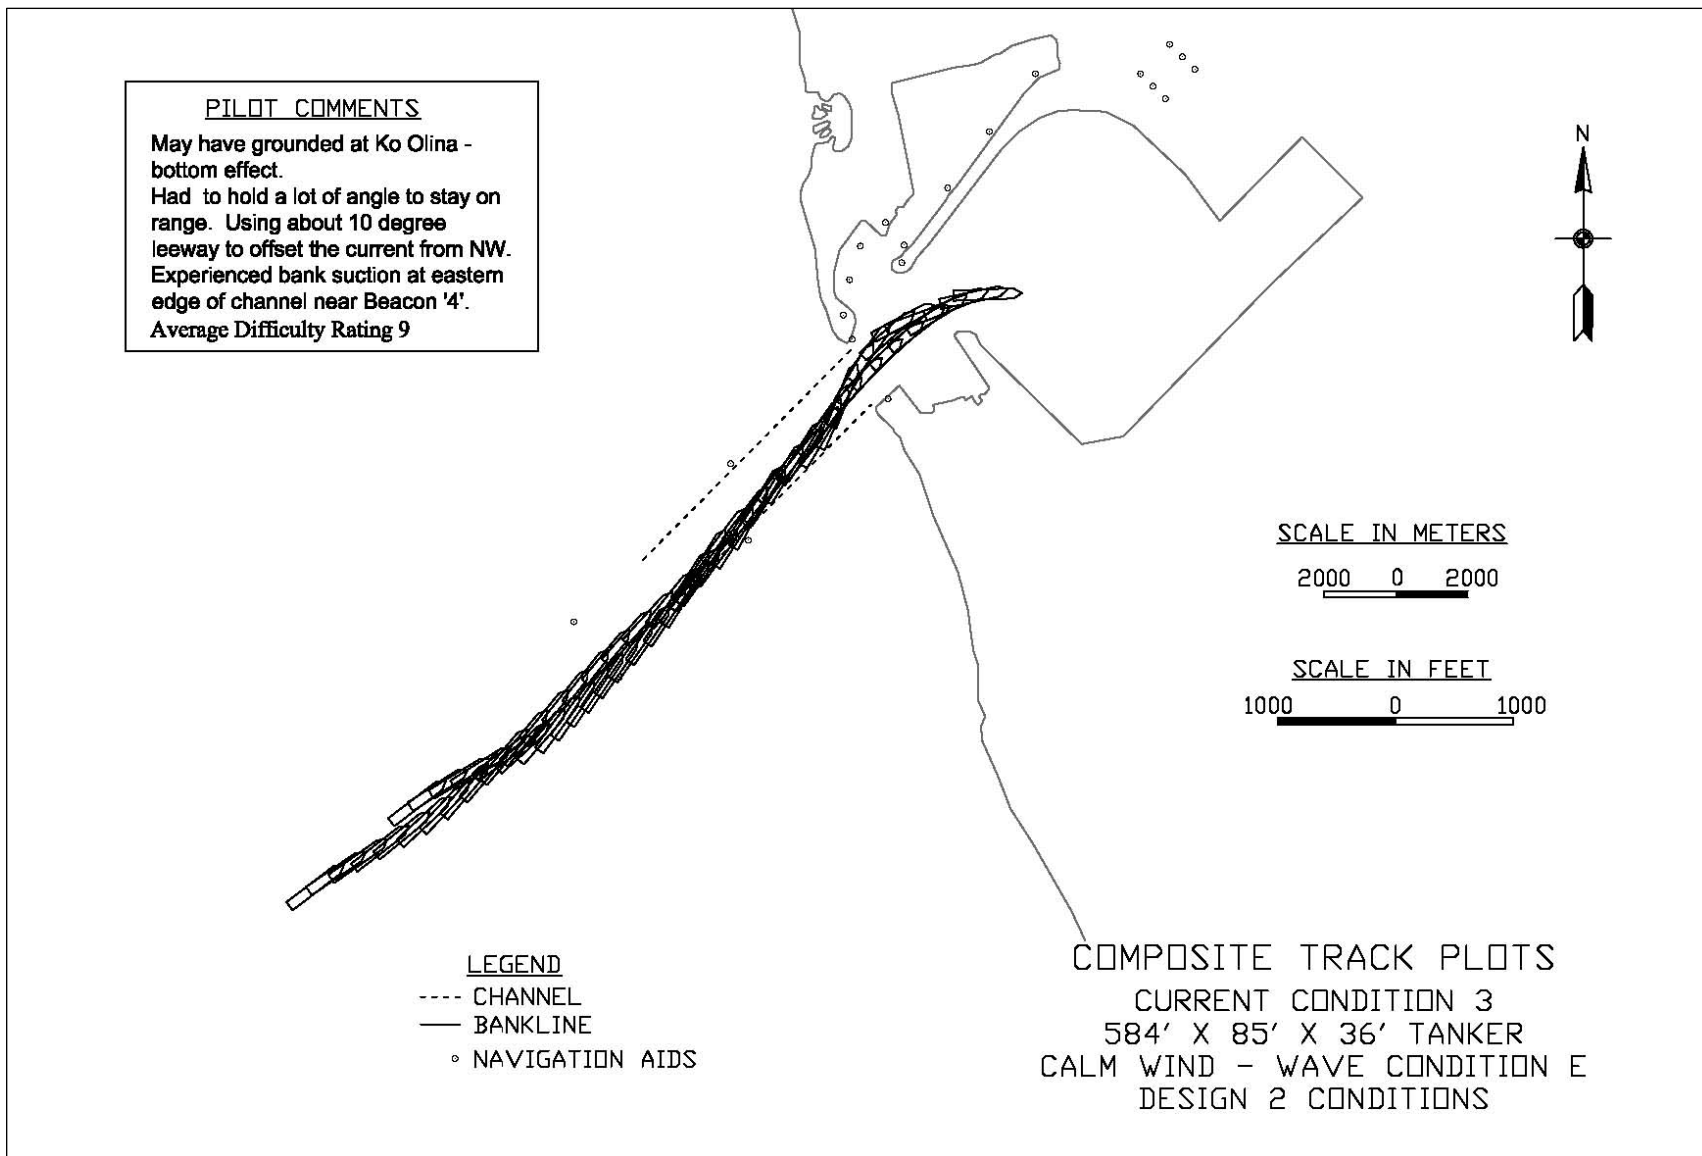 PILOT COMMENTS
May have grounded at Ko Olina -
bottom effect.
Had to hold a lot of angle to stay on
range. Using about 10 degree
leeway to offset the current from NW.
Experienced bank suction at eastern
edge of channel near Beacon '4'.
Average Difficulty Rating 9
N
SCALE IN METERS
2000 0 2000
SCALE IN FEET
1000 0 1000
LEGEND
CHANNEL
BANKLINE
NAVIGATION AIDS
COMPOSITE TRACK PLOTS
CURRENT CONDITION 3
584' X 85' X 36' TANKER
CALM WIND - WAVE CONDITION E
DESIGN 2 CONDITIONS